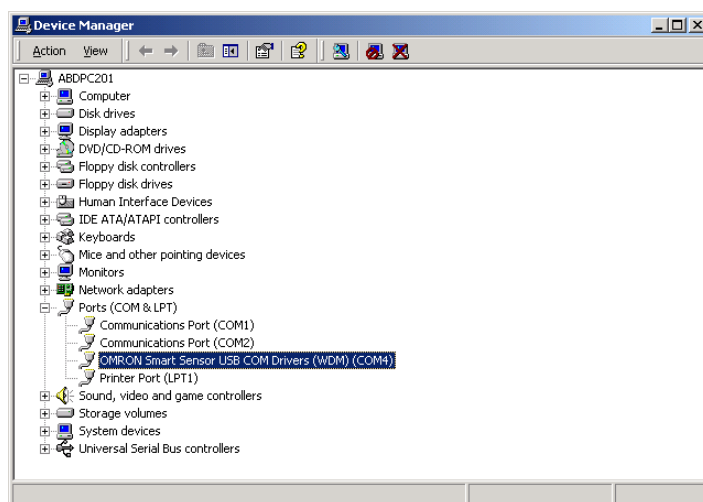 Device Manager
Action View
ABDPC201
Computer
Disk drives
Display adapters
DVD/CD-ROM drives
Floppy disk controllers
Floppy disk drives
Human Interface Devices
IDE ATA/ATAPI controllers
Keyboards
Mice and other pointing devices
Monitors
Network adapters
Ports (COM & LPT)
Communications Port (COM1)
Communications Port (COM2)
OMRON Smart Sensor USB COM Drivers (WDM) (COM4)
Printer Port (LPT1)
Sound, video and game controllers
Storage volumes
System devices
Universal Serial Bus controllers